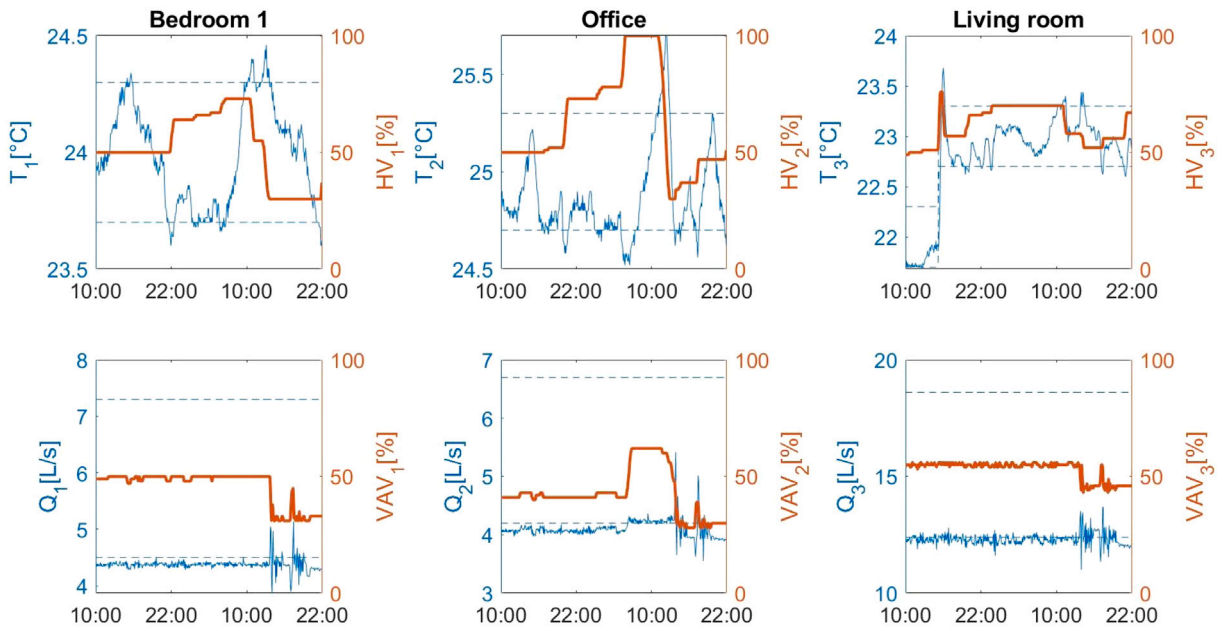 Bedroom 1
Office
Living room
24.5
24
23.5
T1[°C]
100
50
0
HV1[%]
10:00 22:00 10:00 22:00
25.5
25
24.5
T2[°C]
100
50
0
HV2[%]
10:00 22:00 10:00 22:00
24
23.5
23
22.5
22
T3[°C]
100
50
0
HV3[%]
10:00 22:00 10:00 22:00
8
7
6
5
4
Q1[L/s]
100
50
0
VAV1[%]
10:00 22:00 10:00 22:00
7
6
5
4
3
Q2[L/s]
100
50
0
VAV2[%]
10:00 22:00 10:00 22:00
20
15
10
Q3[L/s]
100
50
0
VAV3[%]
10:00 22:00 10:00 22:00